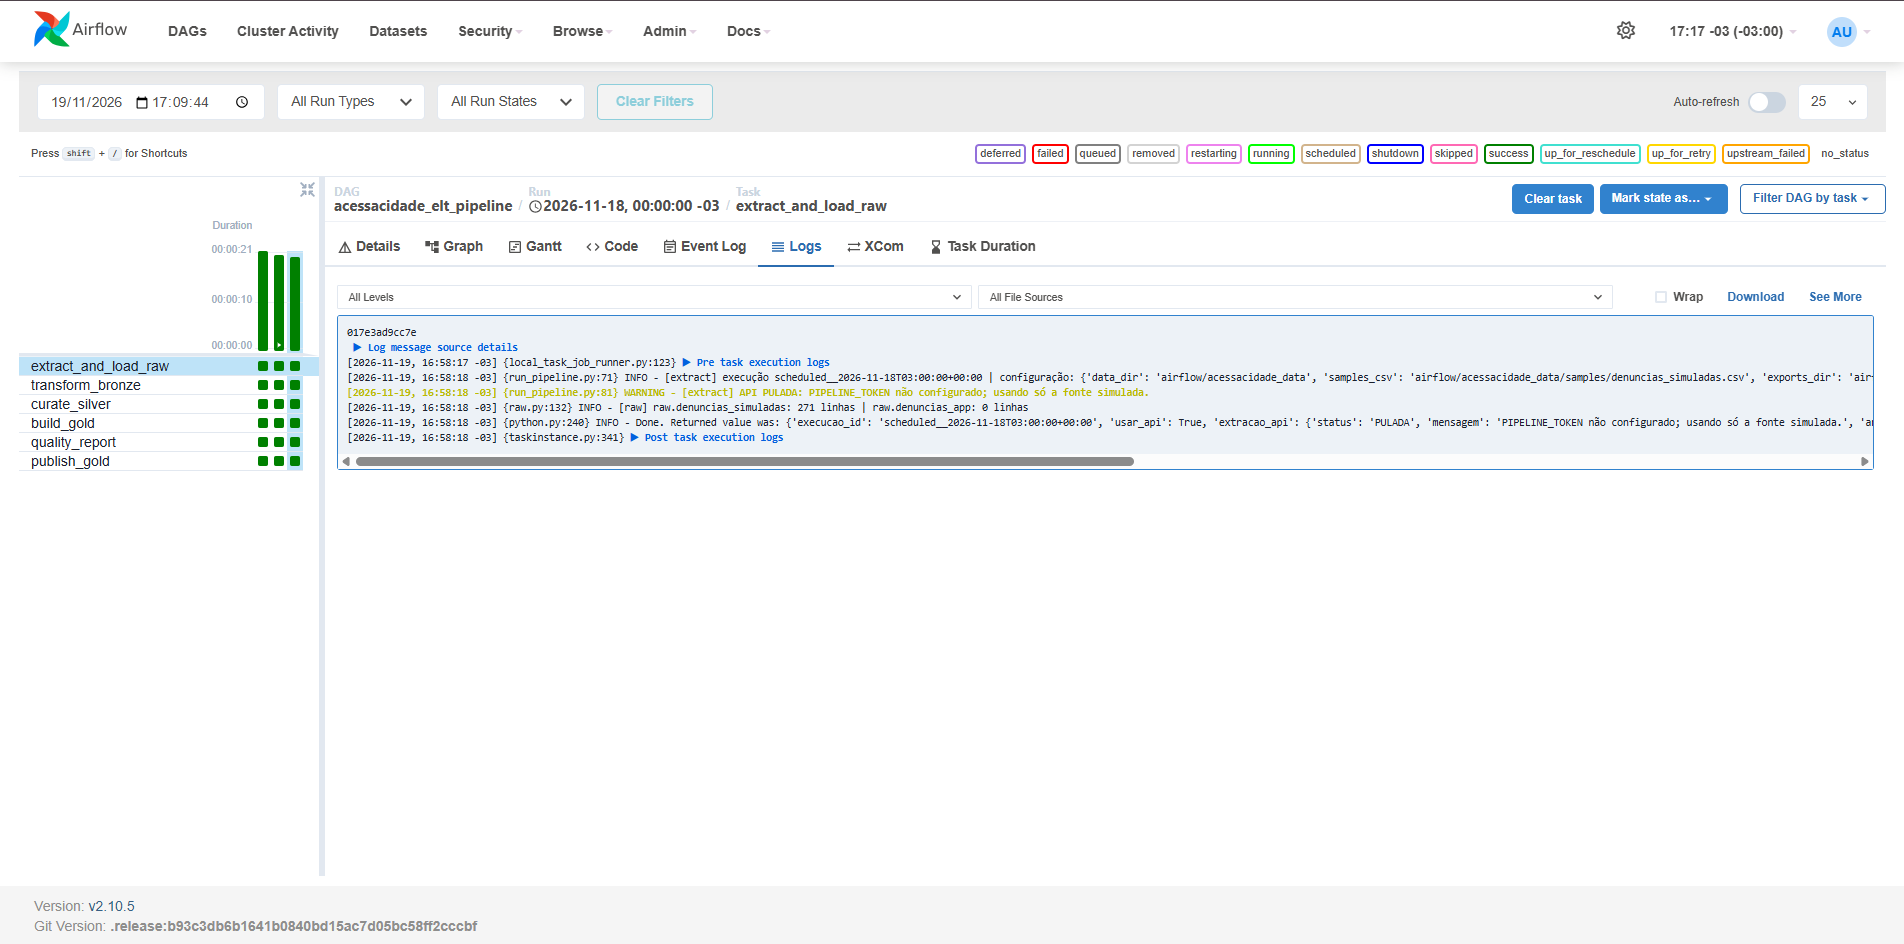 Airflow
DAGs
Cluster Activity
Datasets
Security
Browse
Admin
Docs
17:17 -03 (-03:00)
AU
19/11/2026 17:09:44
All Run Types
All Run States
Clear Filters
Auto-refresh
25
Press shift + / for Shortcuts
deferred
failed
queued
removed
restarting
running
scheduled
shutdown
skipped
success
up_for_reschedule
up_for_retry
upstream_failed
no_status
Duration
00:00:21
00:00:10
00:00:00
extract_and_load_raw
transform_bronze
curate_silver
build_gold
quality_report
publish_gold
DAG
acessacidade_elt_pipeline
/
Run
2026-11-18, 00:00:00 -03
/
Task
extract_and_load_raw
Clear task
Mark state as...
Filter DAG by task
Details
Graph
Gantt
Code
Event Log
Logs
XCom
Task Duration
All Levels
All File Sources
Wrap
Download
See More
017e3ad9cc7e
▶ Log message source details
[2026-11-19, 16:58:17 -03] {local_task_job_runner.py:123} ▶ Pre task execution logs
[2026-11-19, 16:58:18 -03] {run_pipeline.py:71} INFO - [extract] execução scheduled__2026-11-18T03:00:00+00:00 | configuração: {'data_dir': 'airflow/acessacidade_data', 'samples_csv': 'airflow/acessacidade_data/samples/denuncias_simuladas.csv', 'exports_dir': 'air
[2026-11-19, 16:58:18 -03] {run_pipeline.py:81} WARNING - [extract] API PULADA: PIPELINE_TOKEN não configurado; usando só a fonte simulada.
[2026-11-19, 16:58:18 -03] {raw.py:132} INFO - [raw] raw.denuncias_simuladas: 271 linhas | raw.denuncias_app: 0 linhas
[2026-11-19, 16:58:18 -03] {python.py:240} INFO - Done. Returned value was: {'execucao_id': 'scheduled__2026-11-18T03:00:00+00:00', 'usar_api': True, 'extracao_api': {'status': 'PULADA', 'mensagem': 'PIPELINE_TOKEN não configurado; usando só a fonte simulada.', 'a
[2026-11-19, 16:58:18 -03] {taskinstance.py:341} ▶ Post task execution logs
Version: v2.10.5
Git Version: .release:b93c3db6b1641b0840bd15ac7d05bc58ff2cccbf